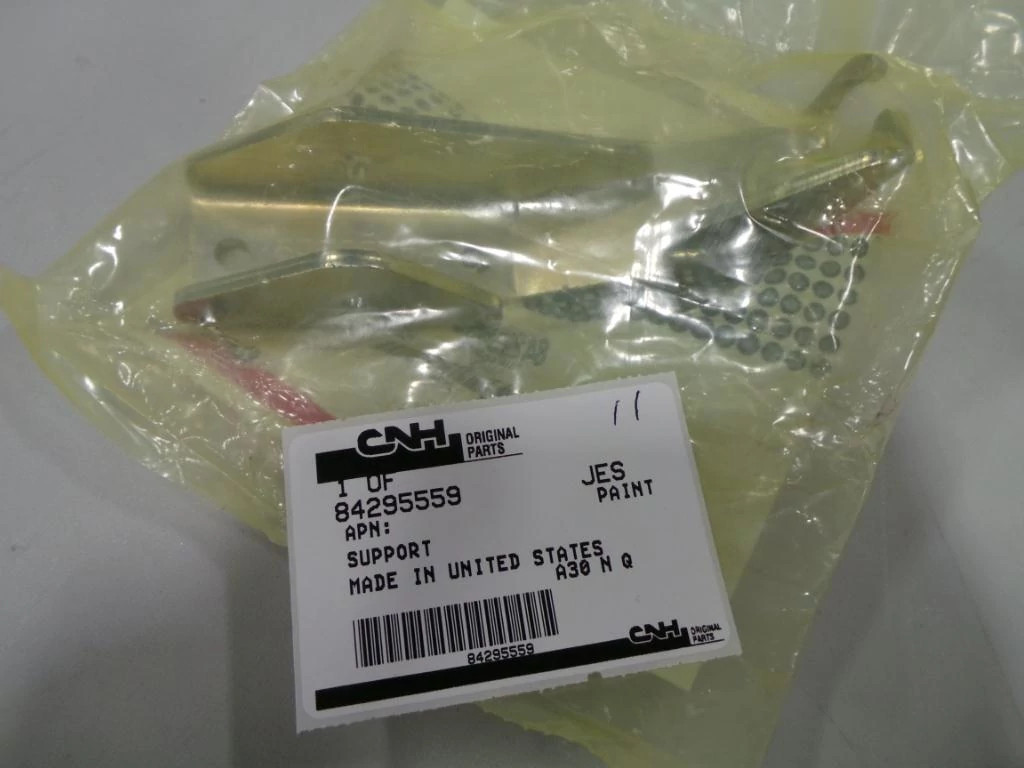 11
CNH ORIGINAL
PARTS
1 OF
84295559
JES
PAINT
APN:
SUPPORT
MADE IN UNITED STATES
A30 N Q
84295559
CNH ORIGINAL
PARTS